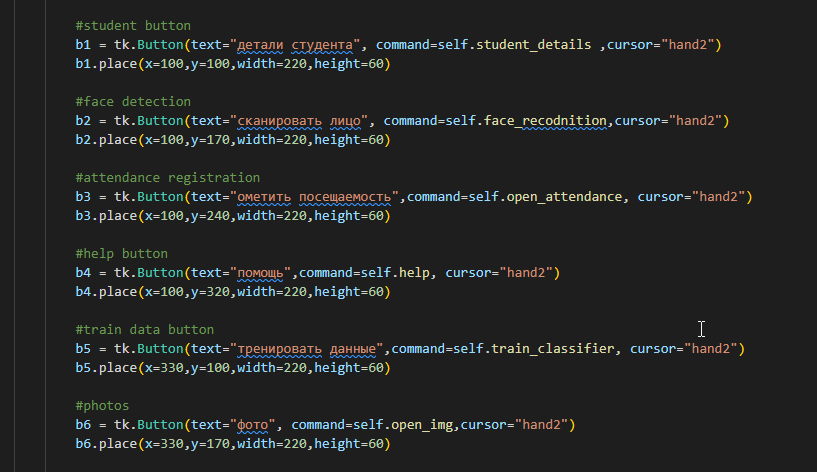 #student button
b1 = tk.Button(text="детали студента", command=self.student_details ,cursor="hand2")
b1.place(x=100,y=100,width=220,height=60)
#face detection
b2 = tk.Button(text="сканировать лицо", command=self.face_recodnition,cursor="hand2")
b2.place(x=100,y=170,width=220,height=60)
#attendance registration
b3 = tk.Button(text="ометить посещаемость",command=self.open_attendance, cursor="hand2")
b3.place(x=100,y=240,width=220,height=60)
#help button
b4 = tk.Button(text="помощь",command=self.help, cursor="hand2")
b4.place(x=100,y=320,width=220,height=60)
#train data button
b5 = tk.Button(text="тренировать данные",command=self.train_classifier, cursor="hand2")
b5.place(x=330,y=100,width=220,height=60)
#photos
b6 = tk.Button(text="фото", command=self.open_img,cursor="hand2")
b6.place(x=330,y=170,width=220,height=60)